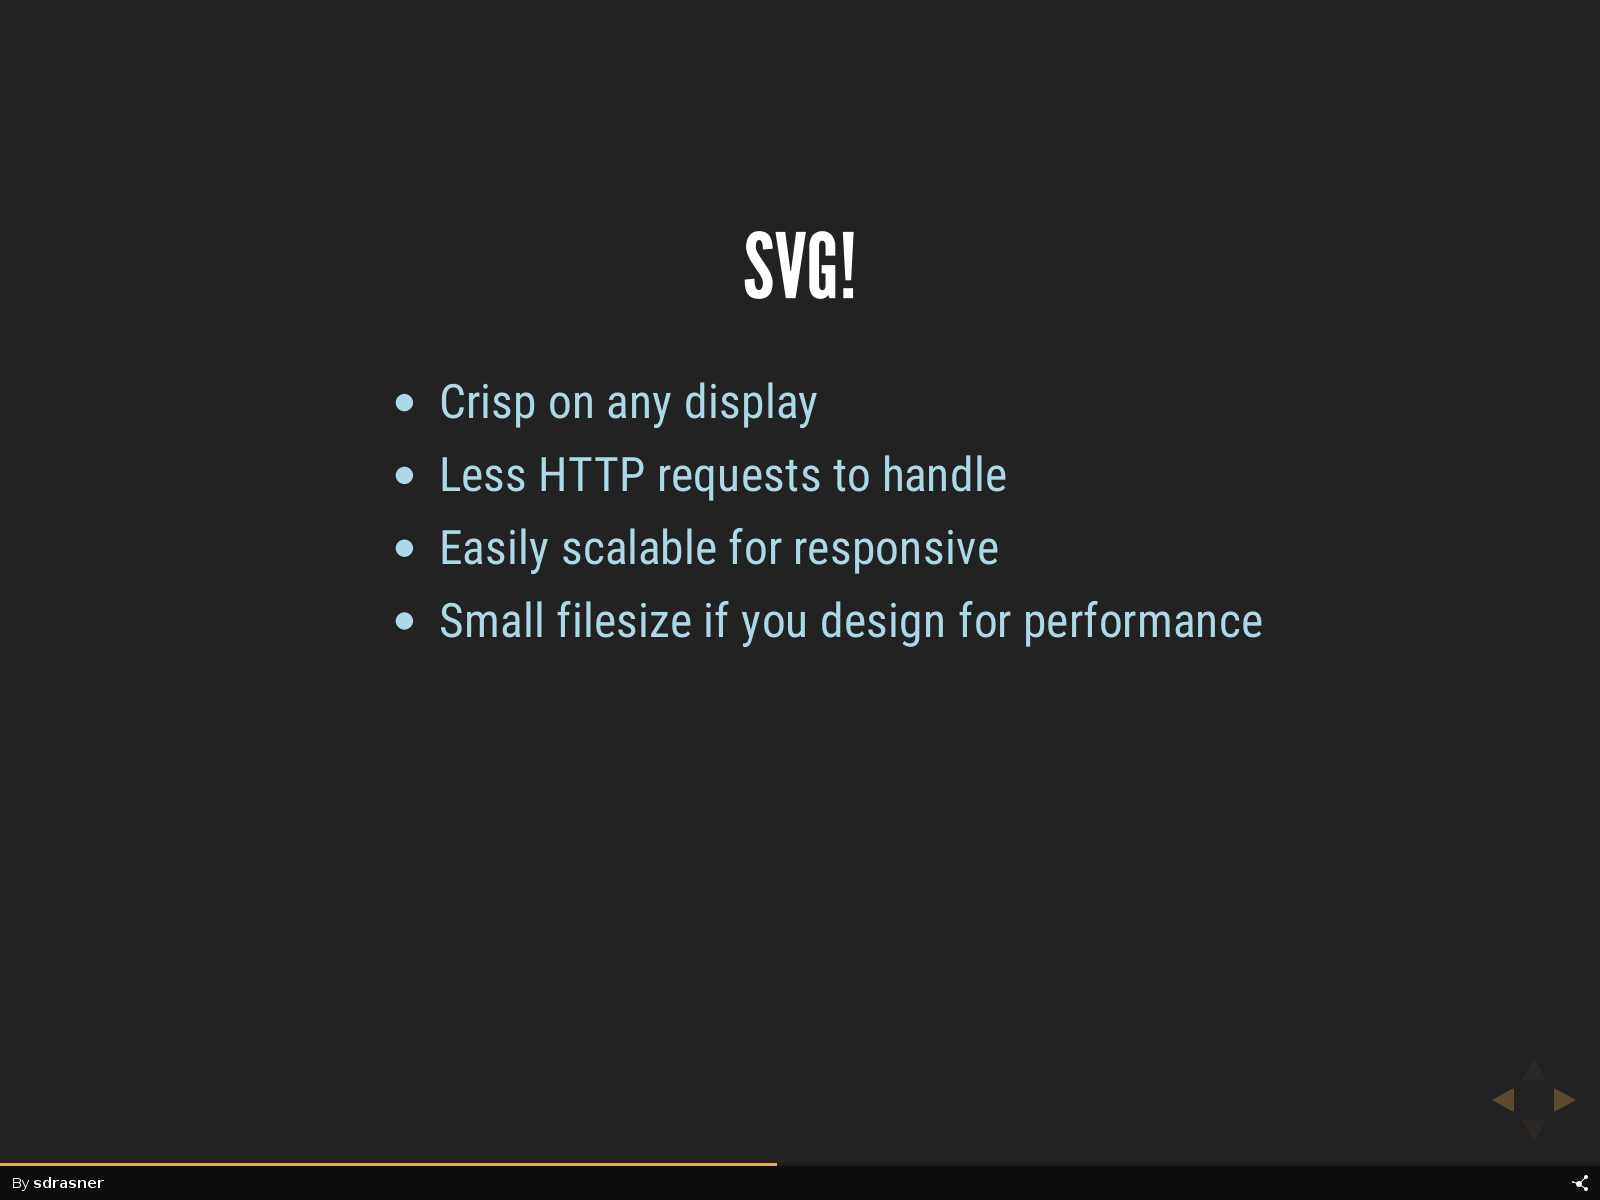 SVG!
Crisp on any display
Less HTTP requests to handle
Easily scalable for responsive
Small filesize if you design for performance
By sdrasner